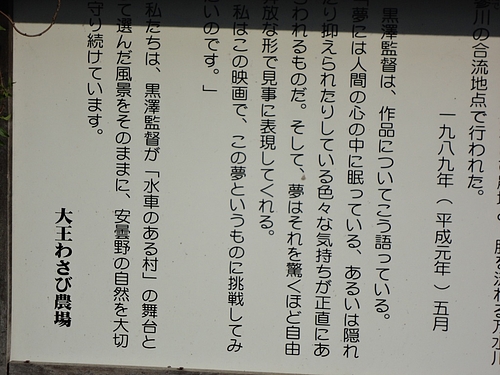 川の合流地点で行われた。
一九八九年（平成元年）五月
黒澤監督は、作品についてこう語っている。
夢には人間の心の中に眠っている、あるいは隠れ
たり抑えられたりしている色々な気持ちが正直にあ
われるものだ。そして、夢はそれを驚くほど自由
放な形で見事に表現してくれる。
私はこの映画で、この夢というものに挑戦してみ
いのです。」
私たちは、黒澤監督が「水車のある村」の舞台と
て選んだ風景をそのままに、安曇野の自然を大切
守り続けています。
大王わさび農場